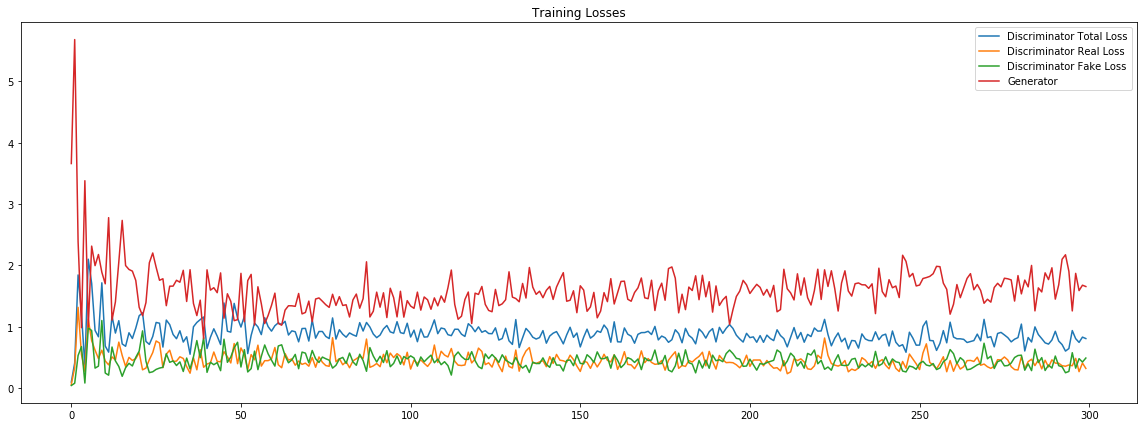 Training Losses
Discriminator Total Loss
Discriminator Real Loss
Discriminator Fake Loss
Generator
5
4
3
2
1
0
0 50 100 150 200 250 300